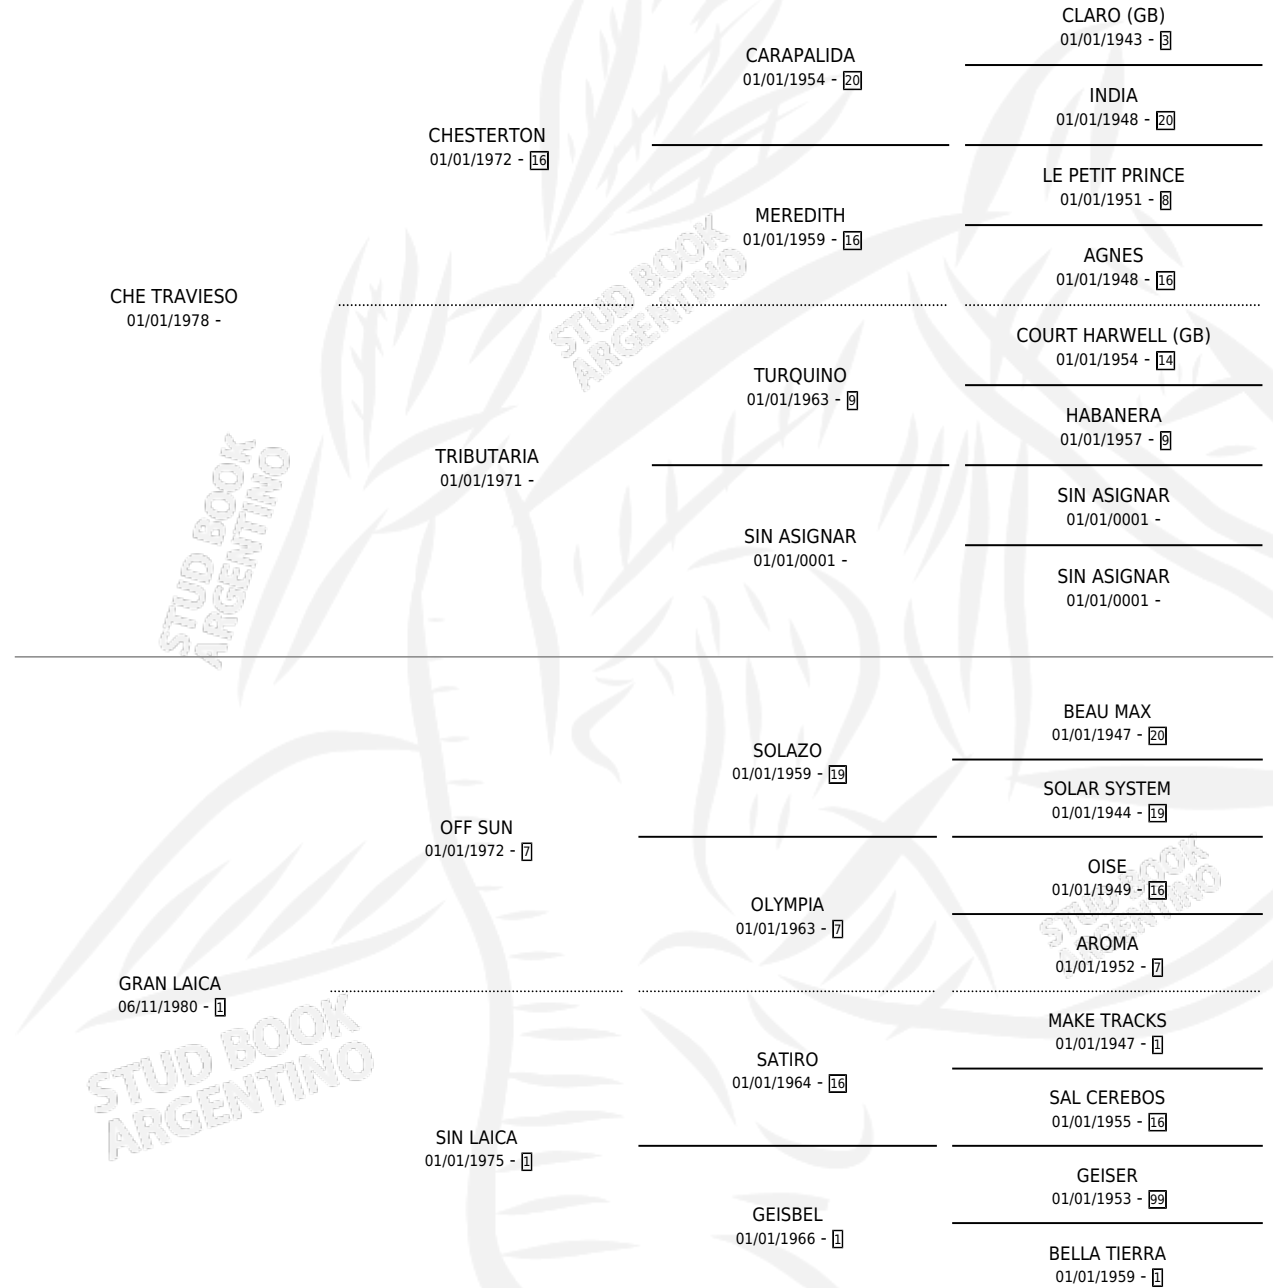 CLARO (GB)
01/01/1943 - 3
CARAPALIDA
01/01/1954 - 20
INDIA
01/01/1948 - 20
CHESTERTON
01/01/1972 - 16
LE PETIT PRINCE
01/01/1951 - 8
MEREDITH
01/01/1959 - 16
AGNES
01/01/1948 - 16
CHE TRAVIESO
01/01/1978 -
COURT HARWELL (GB)
01/01/1954 - 14
TURQUINO
01/01/1963 - 9
HABANERA
01/01/1957 - 9
TRIBUTARIA
01/01/1971 -
SIN ASIGNAR
01/01/0001 -
SIN ASIGNAR
01/01/0001 -
SIN ASIGNAR
01/01/0001 -
BEAU MAX
01/01/1947 - 20
SOLAZO
01/01/1959 - 19
SOLAR SYSTEM
01/01/1944 - 19
OFF SUN
01/01/1972 - 7
OISE
01/01/1949 - 16
OLYMPIA
01/01/1963 - 7
AROMA
01/01/1952 - 7
GRAN LAICA
06/11/1980 - 1
MAKE TRACKS
01/01/1947 - 1
SATIRO
01/01/1964 - 16
SAL CEREBOS
01/01/1955 - 16
SIN LAICA
01/01/1975 - 1
GEISER
01/01/1953 - 99
GEISBEL
01/01/1966 - 1
BELLA TIERRA
01/01/1959 - 1
STUD BOOK
ARGENTINO
STUD BOOK
ARGENTINO
STUD BOOK
ARGENTINO
STUD BOOK
ARGENTINO